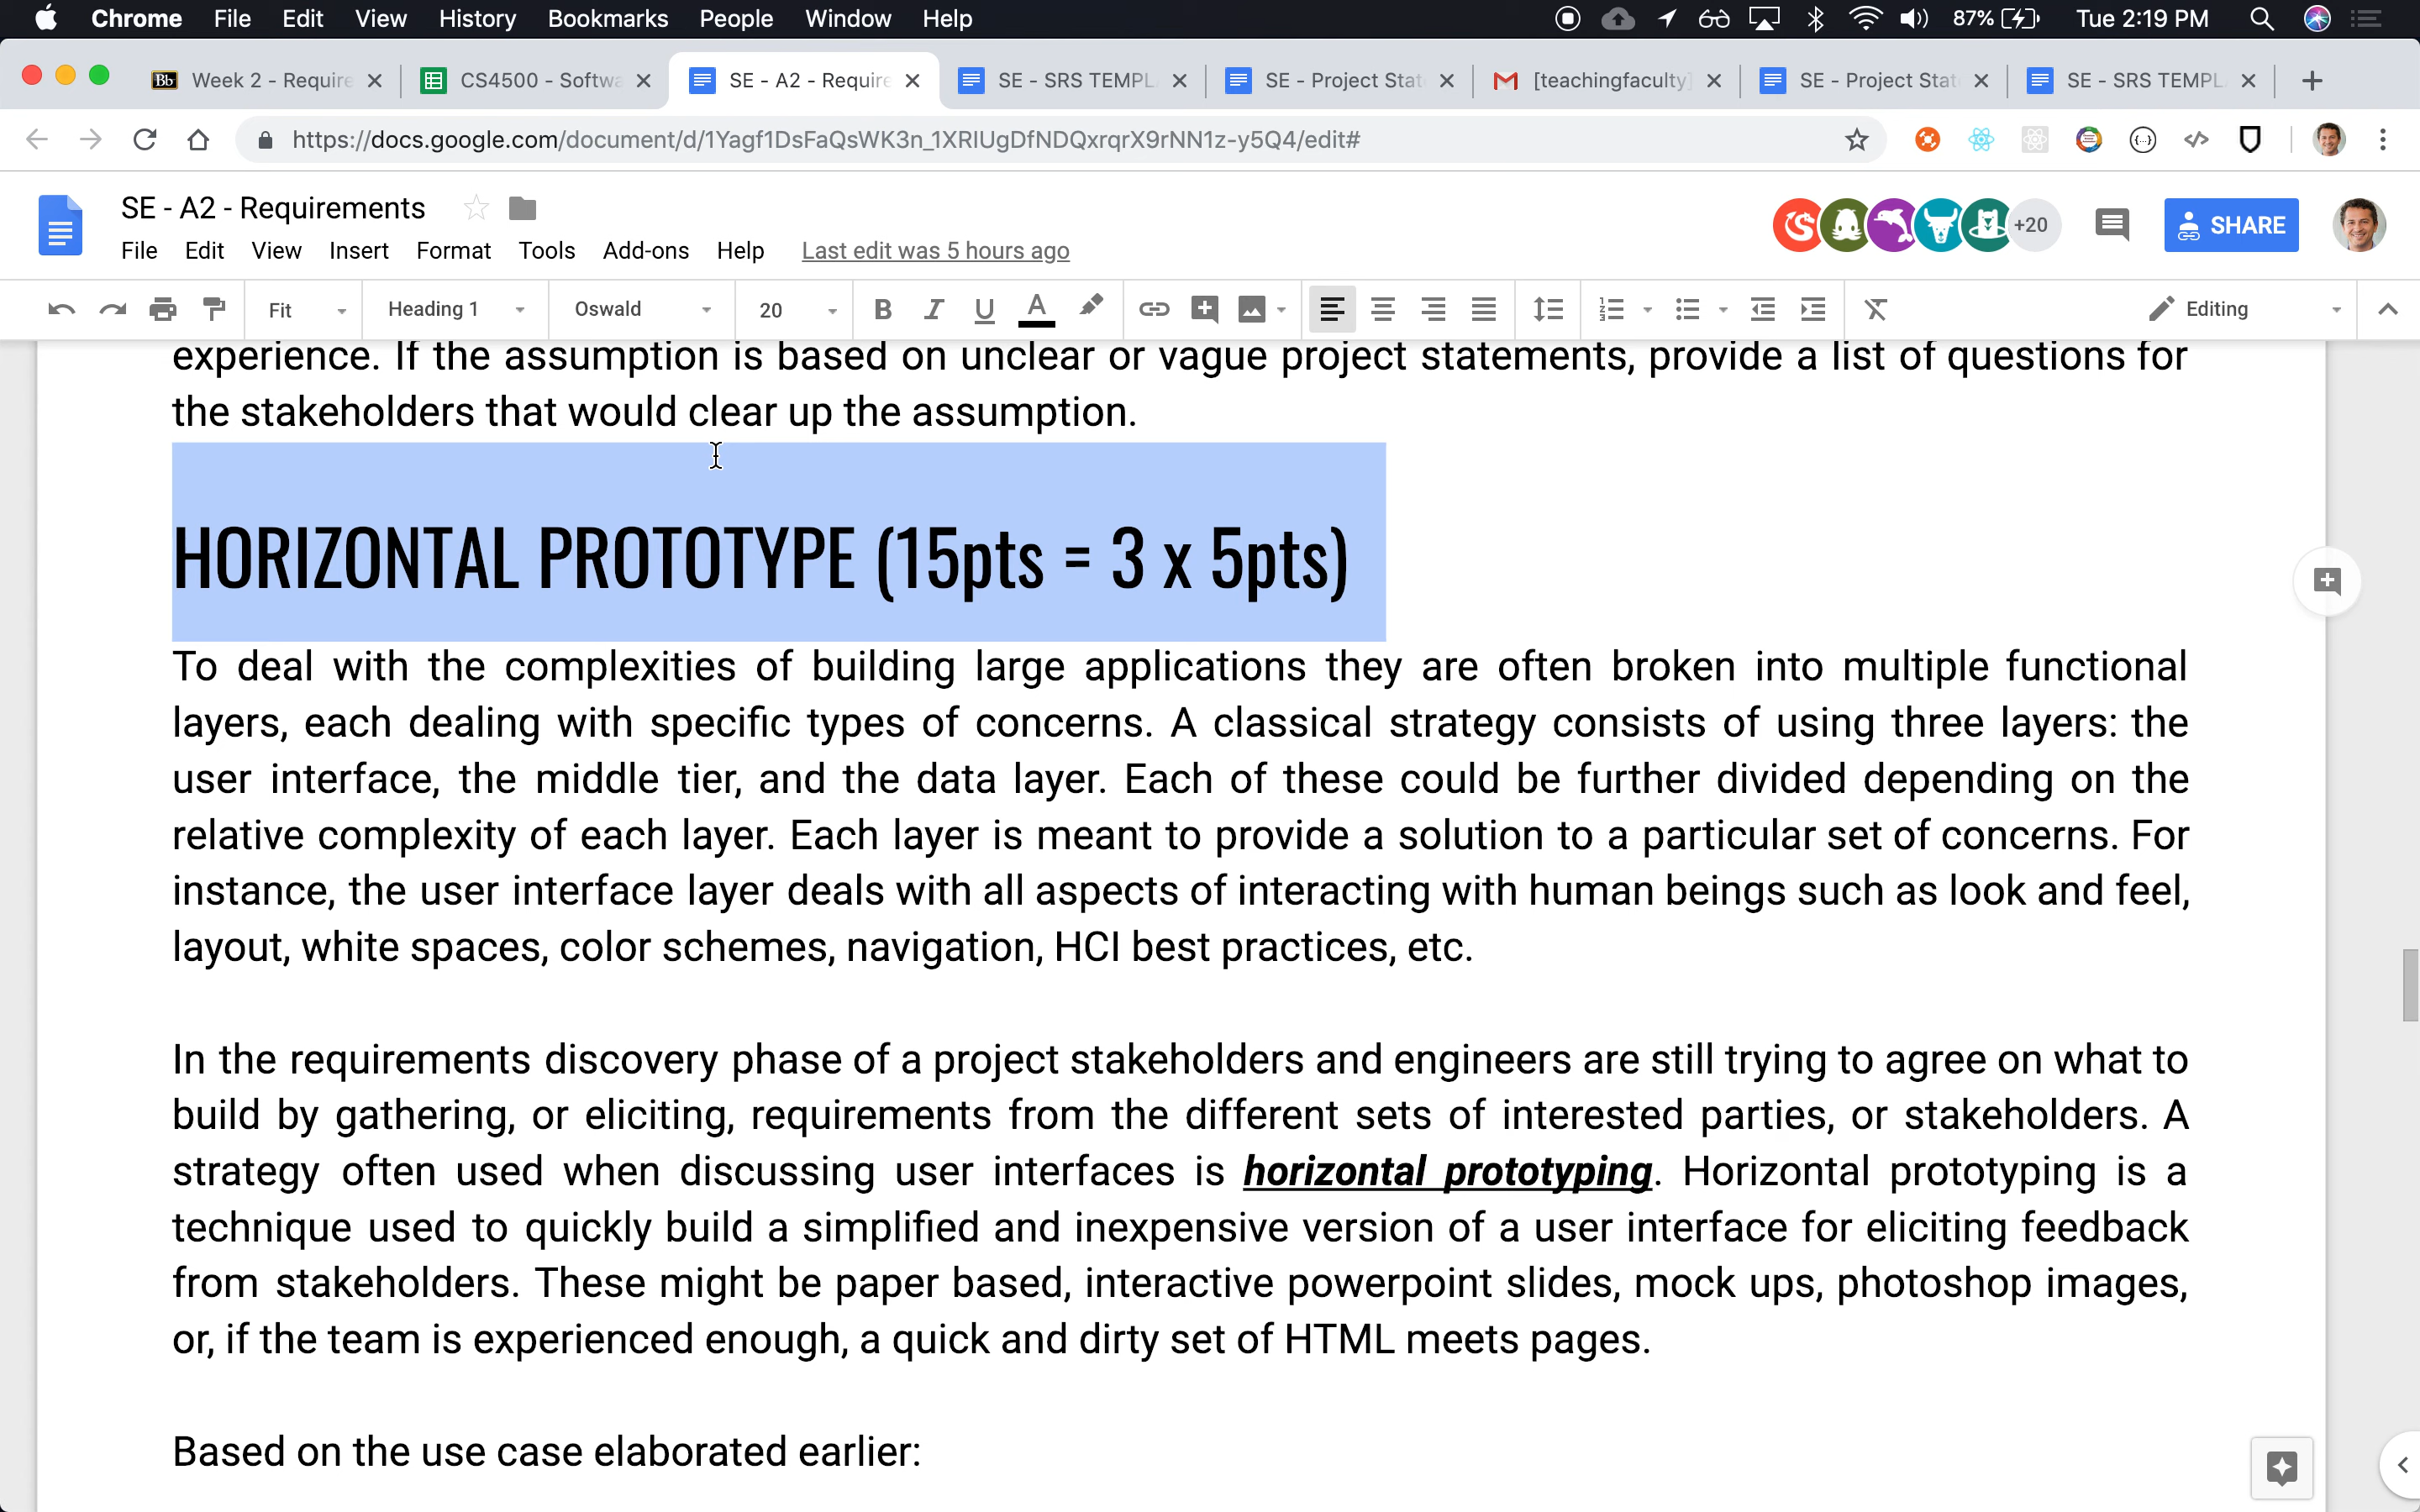 Chrome File Edit View History Bookmarks People Window Help 87% Tue 2:19 PM
Week 2 - Require CS4500 - Softwa SE - A2 - Require SE - SRS TEMPL SE - Project Stat [teachingfaculty] SE - Project Stat SE - SRS TEMPL
https://docs.google.com/document/d/1Yagf1DsFaQsWK3n_1XRIUgDfNDQxrqrX9rNN1z-y5Q4/edit#
SE - A2 - Requirements
+20 SHARE
File Edit View Insert Format Tools Add-ons Help Last edit was 5 hours ago
Fit Heading 1 Oswald 20 B I U A Editing
experience. If the assumption is based on unclear or vague project statements, provide a list of questions for
the stakeholders that would clear up the assumption.
HORIZONTAL PROTOTYPE (15pts = 3 x 5pts)
To deal with the complexities of building large applications they are often broken into multiple functional
layers, each dealing with specific types of concerns. A classical strategy consists of using three layers: the
user interface, the middle tier, and the data layer. Each of these could be further divided depending on the
relative complexity of each layer. Each layer is meant to provide a solution to a particular set of concerns. For
instance, the user interface layer deals with all aspects of interacting with human beings such as look and feel,
layout, white spaces, color schemes, navigation, HCI best practices, etc.
In the requirements discovery phase of a project stakeholders and engineers are still trying to agree on what to
build by gathering, or eliciting, requirements from the different sets of interested parties, or stakeholders. A
strategy often used when discussing user interfaces is horizontal prototyping. Horizontal prototyping is a
technique used to quickly build a simplified and inexpensive version of a user interface for eliciting feedback
from stakeholders. These might be paper based, interactive powerpoint slides, mock ups, photoshop images,
or, if the team is experienced enough, a quick and dirty set of HTML meets pages.
Based on the use case elaborated earlier: